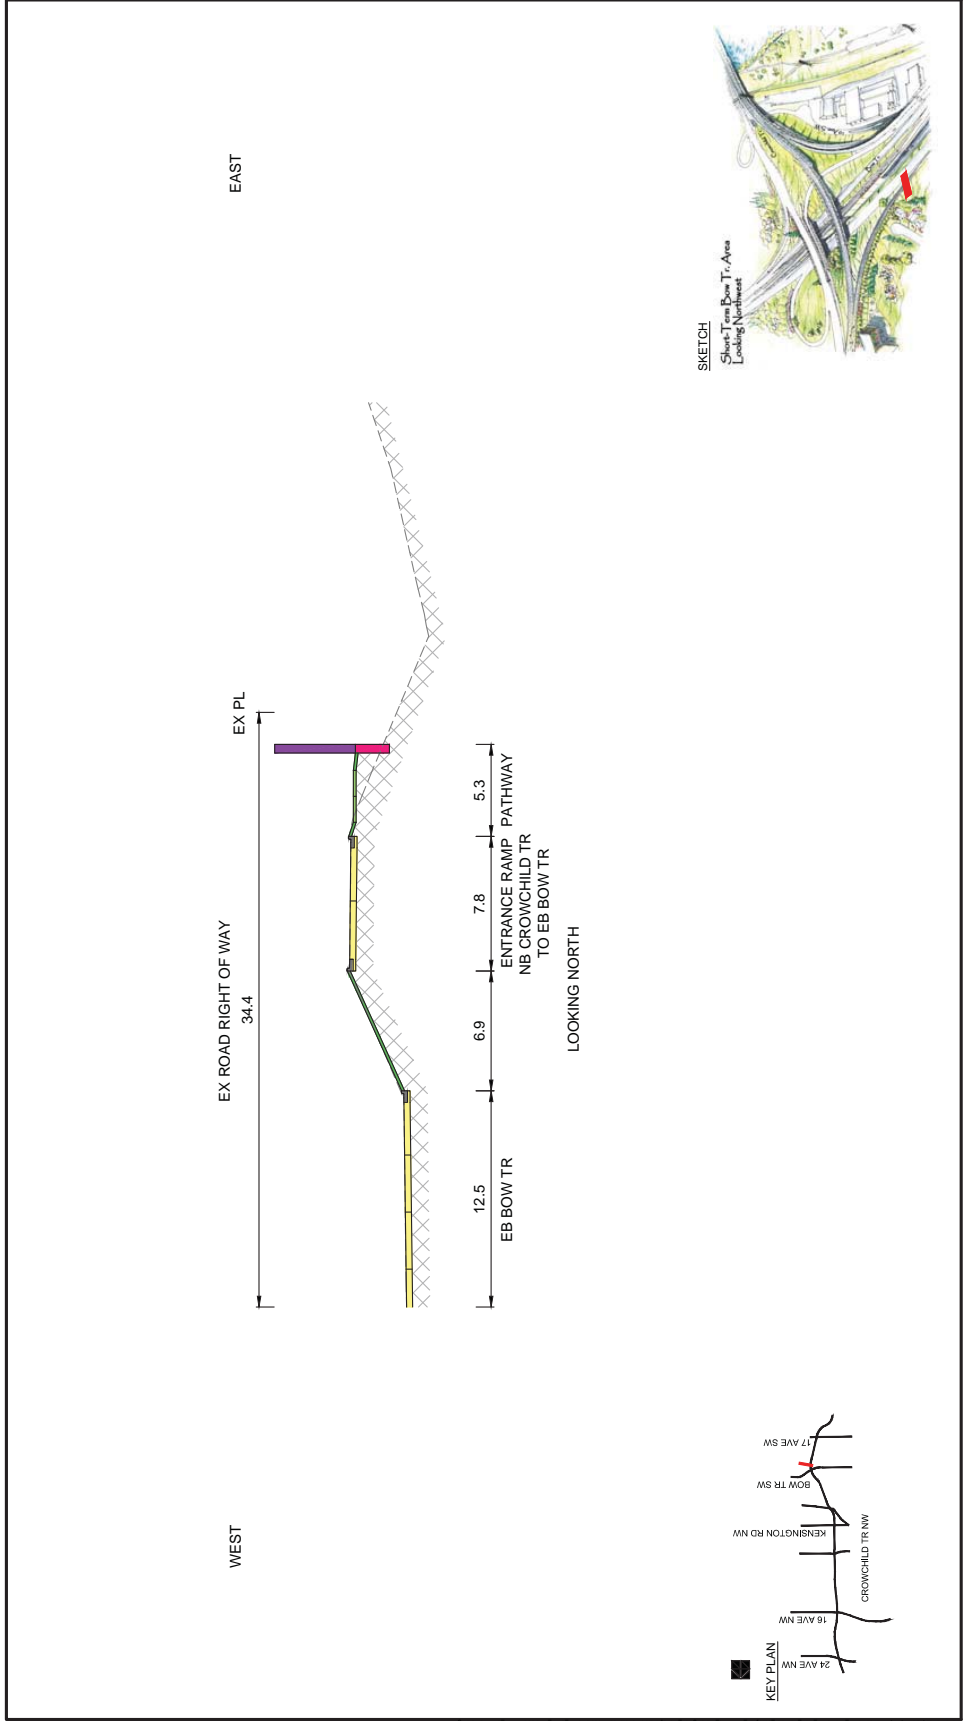 WEST
EAST
EX ROAD RIGHT OF WAY
34.4
EX PL
12.5
6.9
7.8
5.3
EB BOW TR
ENTRANCE RAMP
NB CROWCHILD TR
TO EB BOW TR
PATHWAY
LOOKING NORTH
KEY PLAN
24 AVE NW
16 AVE NW
KENSINGTON RD NW
BOW TR SW
17 AVE SW
CROWCHILD TR NW
SKETCH
Short-Term Bow Tr. Area
Looking Northwest